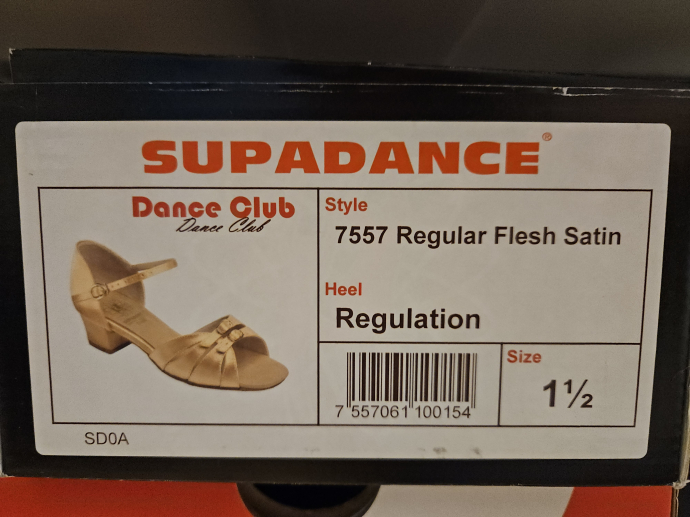 SUPADANCE®
Dance Club
Dance Club
Style
7557 Regular Flesh Satin
Heel
Regulation
7 557061 100154
Size
1½
SD0A